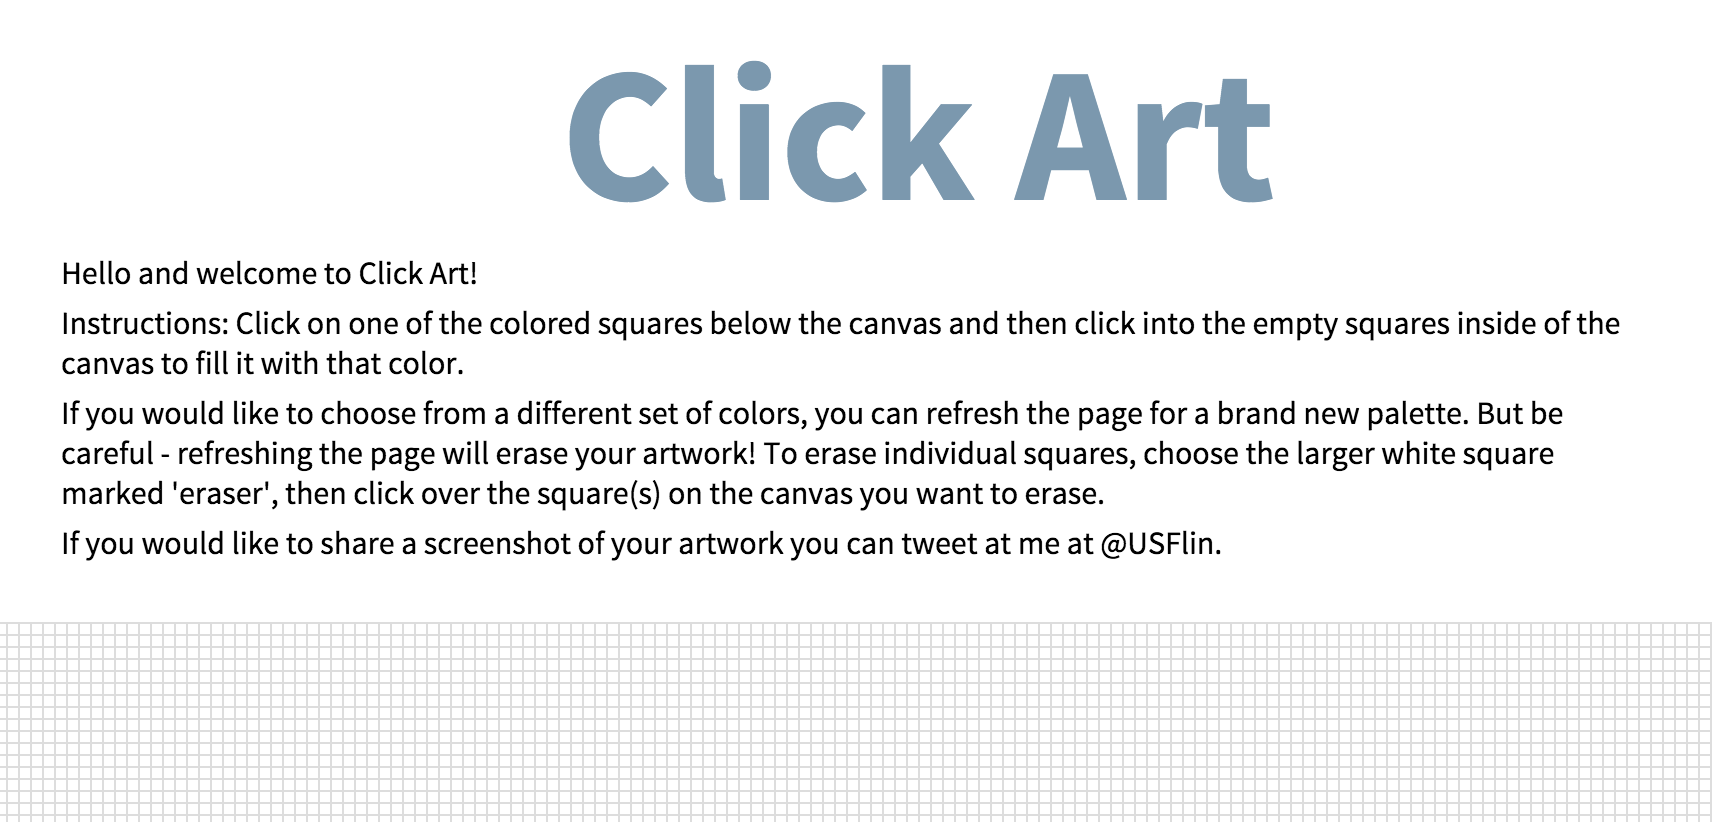 Click Art
Hello and welcome to Click Art!
Instructions: Click on one of the colored squares below the canvas and then click into the empty squares inside of the
canvas to fill it with that color.
If you would like to choose from a different set of colors, you can refresh the page for a brand new palette. But be
careful - refreshing the page will erase your artwork! To erase individual squares, choose the larger white square
marked 'eraser', then click over the square(s) on the canvas you want to erase.
If you would like to share a screenshot of your artwork you can tweet at me at @USFlin.